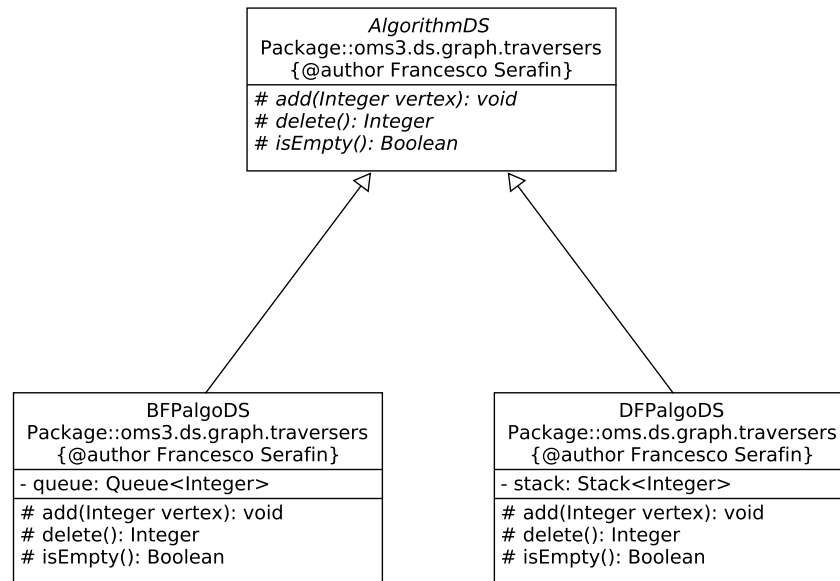 AlgorithmDS
Package::oms3.ds.graph.traversers
{@author Francesco Serafin}
# add(Integer vertex): void
# delete(): Integer
# isEmpty(): Boolean
BFPalgoDS
Package::oms3.ds.graph.traversers
{@author Francesco Serafin}
- queue: Queue<Integer>
# add(Integer vertex): void
# delete(): Integer
# isEmpty(): Boolean
DFPalgoDS
Package::oms.ds.graph.traversers
{@author Francesco Serafin}
- stack: Stack<Integer>
# add(Integer vertex): void
# delete(): Integer
# isEmpty(): Boolean